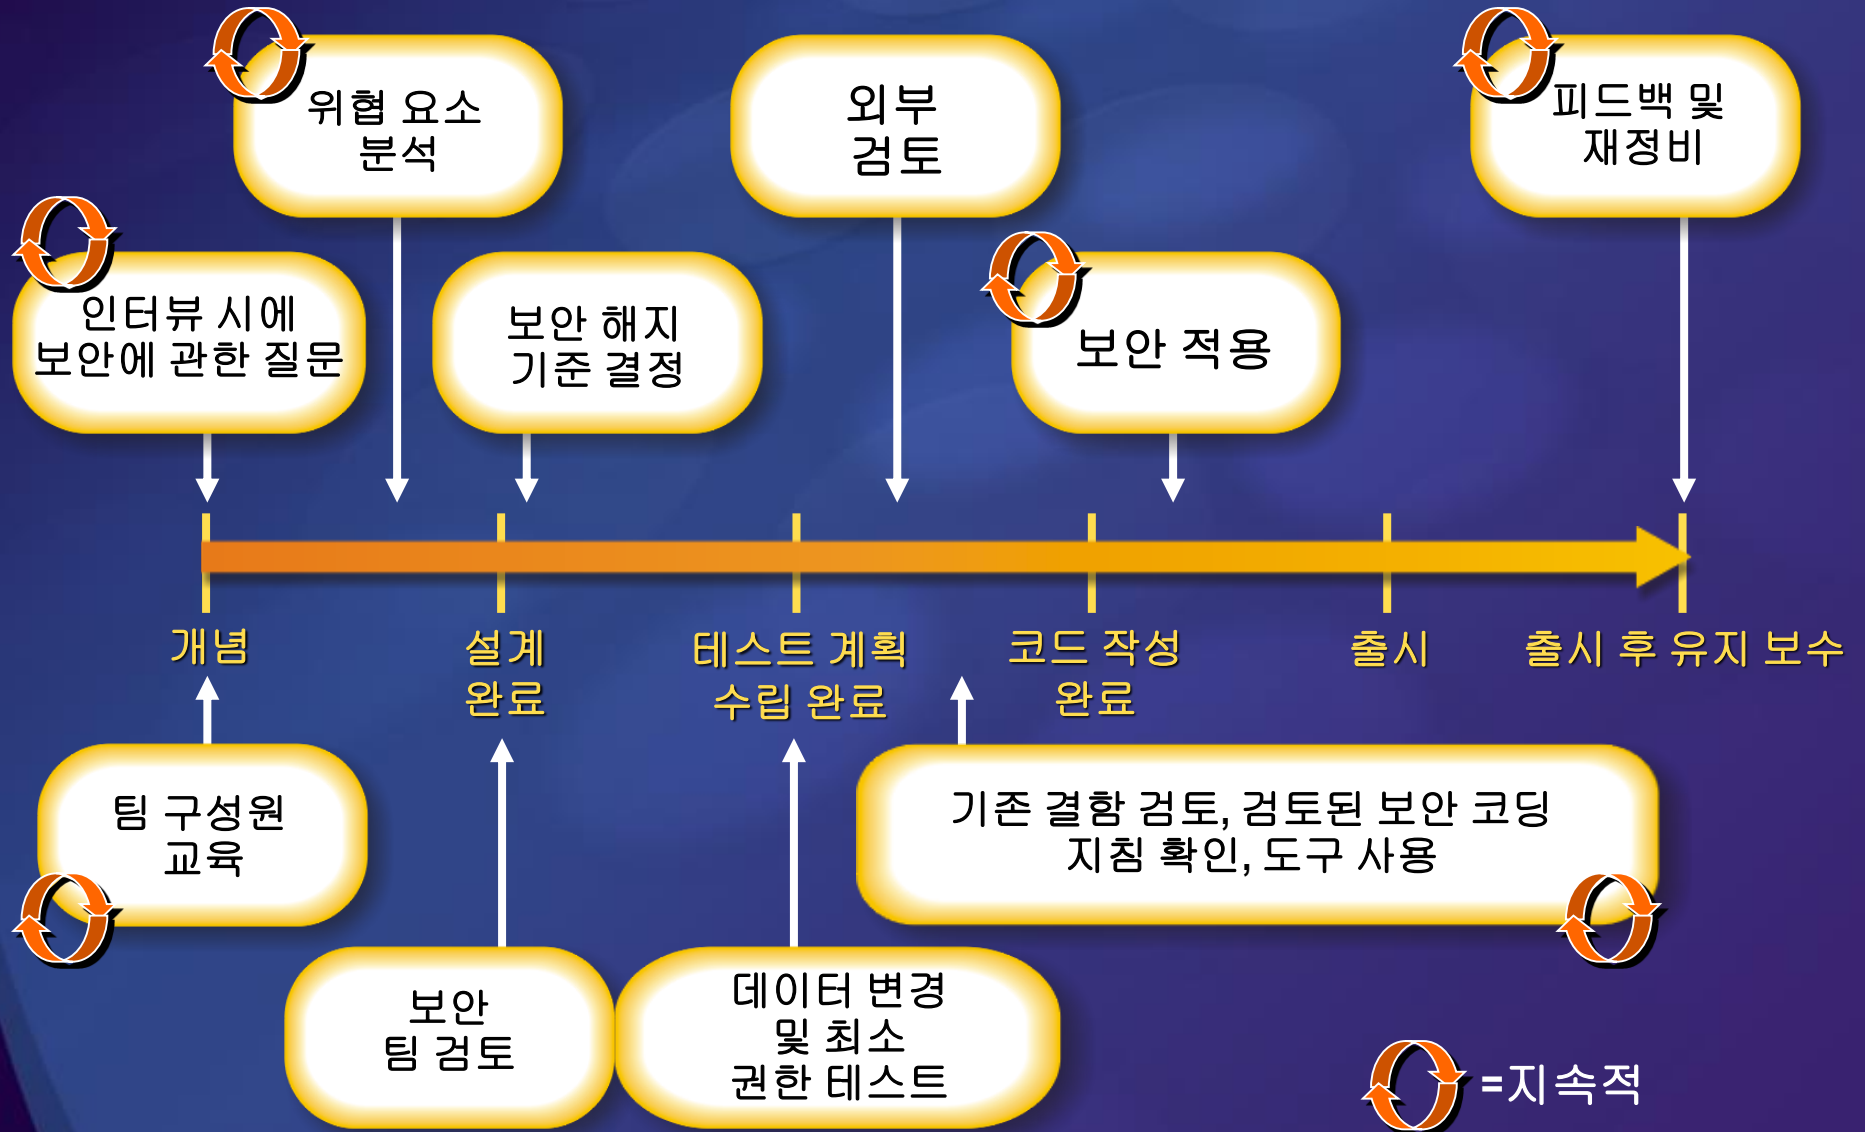 위협 요소
분석
외부
검토
피드백 및
재정비
인터뷰 시에
보안에 관한 질문
보안 해지
기준 결정
보안 적용
개념
설계
완료
테스트 계획
수립 완료
코드 작성
완료
출시
출시 후 유지 보수
팀 구성원
교육
기존 결함 검토, 검토된 보안 코딩
지침 확인, 도구 사용
보안
팀 검토
데이터 변경
및 최소
권한 테스트
=지속적